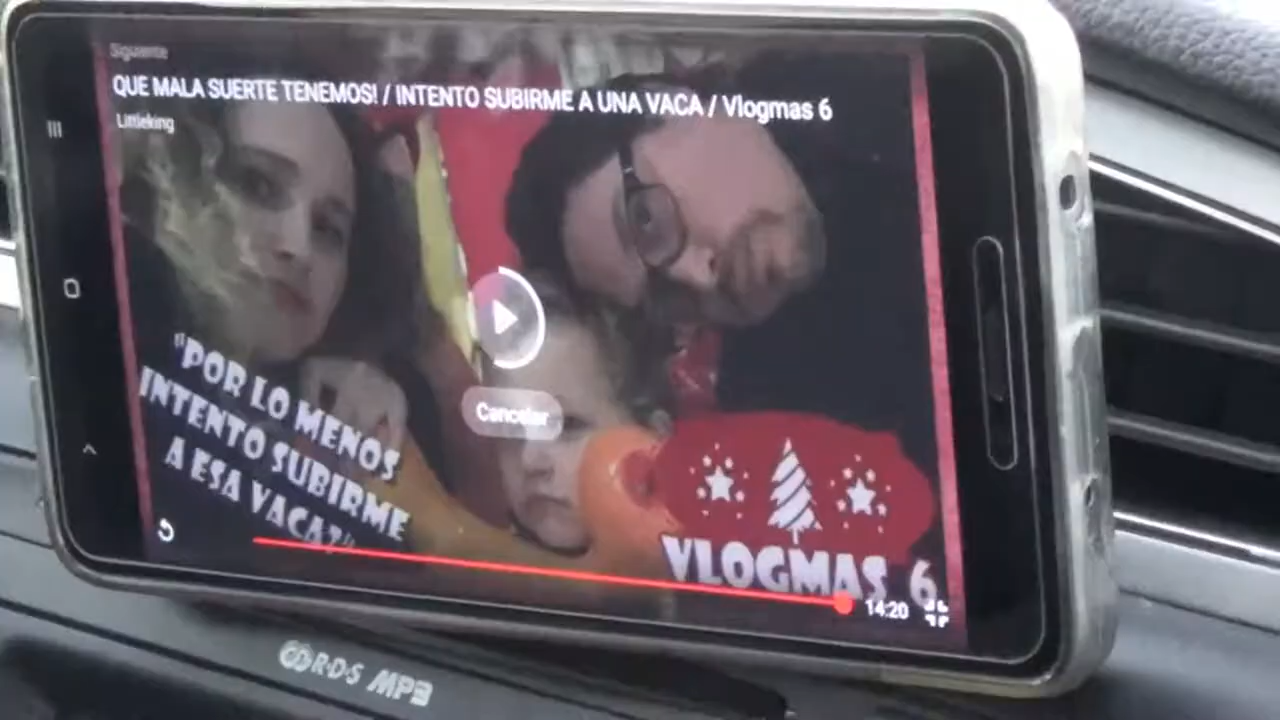 Siguiente
QUE MALA SUERTE TENEMOS! / INTENTO SUBIRME A UNA VACA / Vlogmas 6
Littleking
Cancelar
"POR LO MENOS
INTENTO SUBIRME
A ESA VACA?"
VLOGMAS 6
14:20
R·D·S MP3